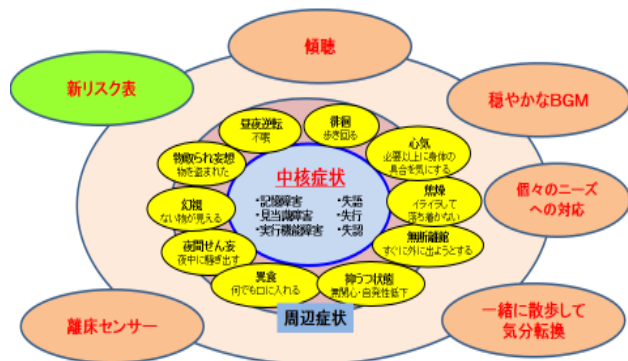 傾聴
新リスク表
穏やかなBGM
昼夜逆転
不眠
徘徊
歩き回る
物取られ妄想
物を盗まれた
心気
必要以上に身体の
具合を気にする
中核症状
・記憶障害
・失語
・見当識障害
・失行
・実行機能障害
・失認
幻視
ない物が見える
焦燥
イライラして
落ち着かない
個々のニーズ
への対応
夜間せん妄
夜中に騒ぎ出す
無断離館
すぐに外に出ようとする
異食
何でも口に入れる
抑うつ状態
無関心・自発性低下
周辺症状
離床センサー
一緒に散歩して
気分転換